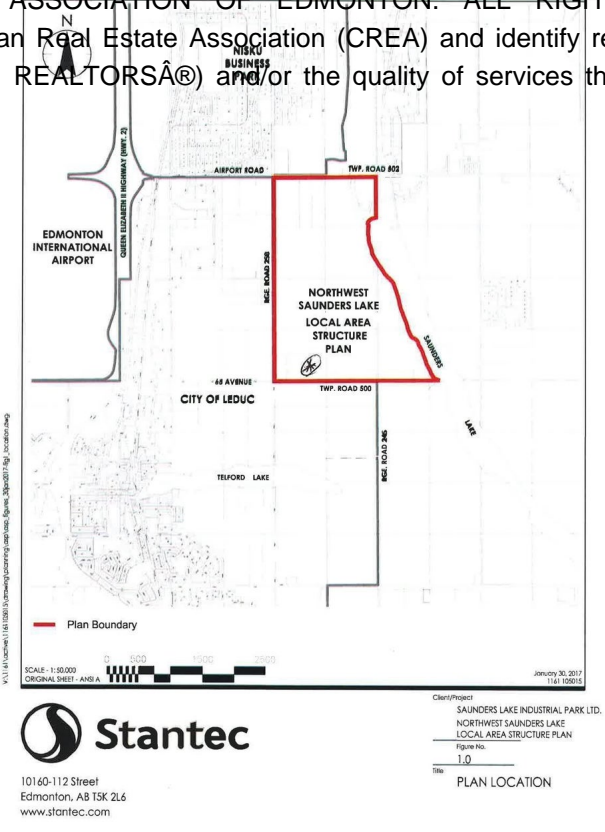 ASSOCIATION OF EDMONTON. ALL RIGHT
an Real Estate Association (CREA) and identify re
REALTORSÂ®) and/or the quality of services th
N
NISKU
BUSINESS
PARK
QUEEN ELIZABETH II HIGHWAY (HWY. 2)
AIRPORT ROAD
TWP. ROAD 502
EDMONTON
INTERNATIONAL
AIRPORT
RGE. ROAD 250
NORTHWEST
SAUNDERS LAKE
LOCAL AREA
STRUCTURE
PLAN
SAUNDERS
LAKE
65 AVENUE
TWP. ROAD 500
CITY OF LEDUC
RGE. ROAD 245
TELFORD LAKE
Plan Boundary
0 500 1500 2500
SCALE - 1:50,000
ORIGINAL SHEET - ANSI A
January 30, 2017
1161 105015
Stantec
10160-112 Street
Edmonton, AB T5K 2L6
www.stantec.com
Client/Project
SAUNDERS LAKE INDUSTRIAL PARK LTD.
NORTHWEST SAUNDERS LAKE
LOCAL AREA STRUCTURE PLAN
Figure No.
1.0
Title
PLAN LOCATION